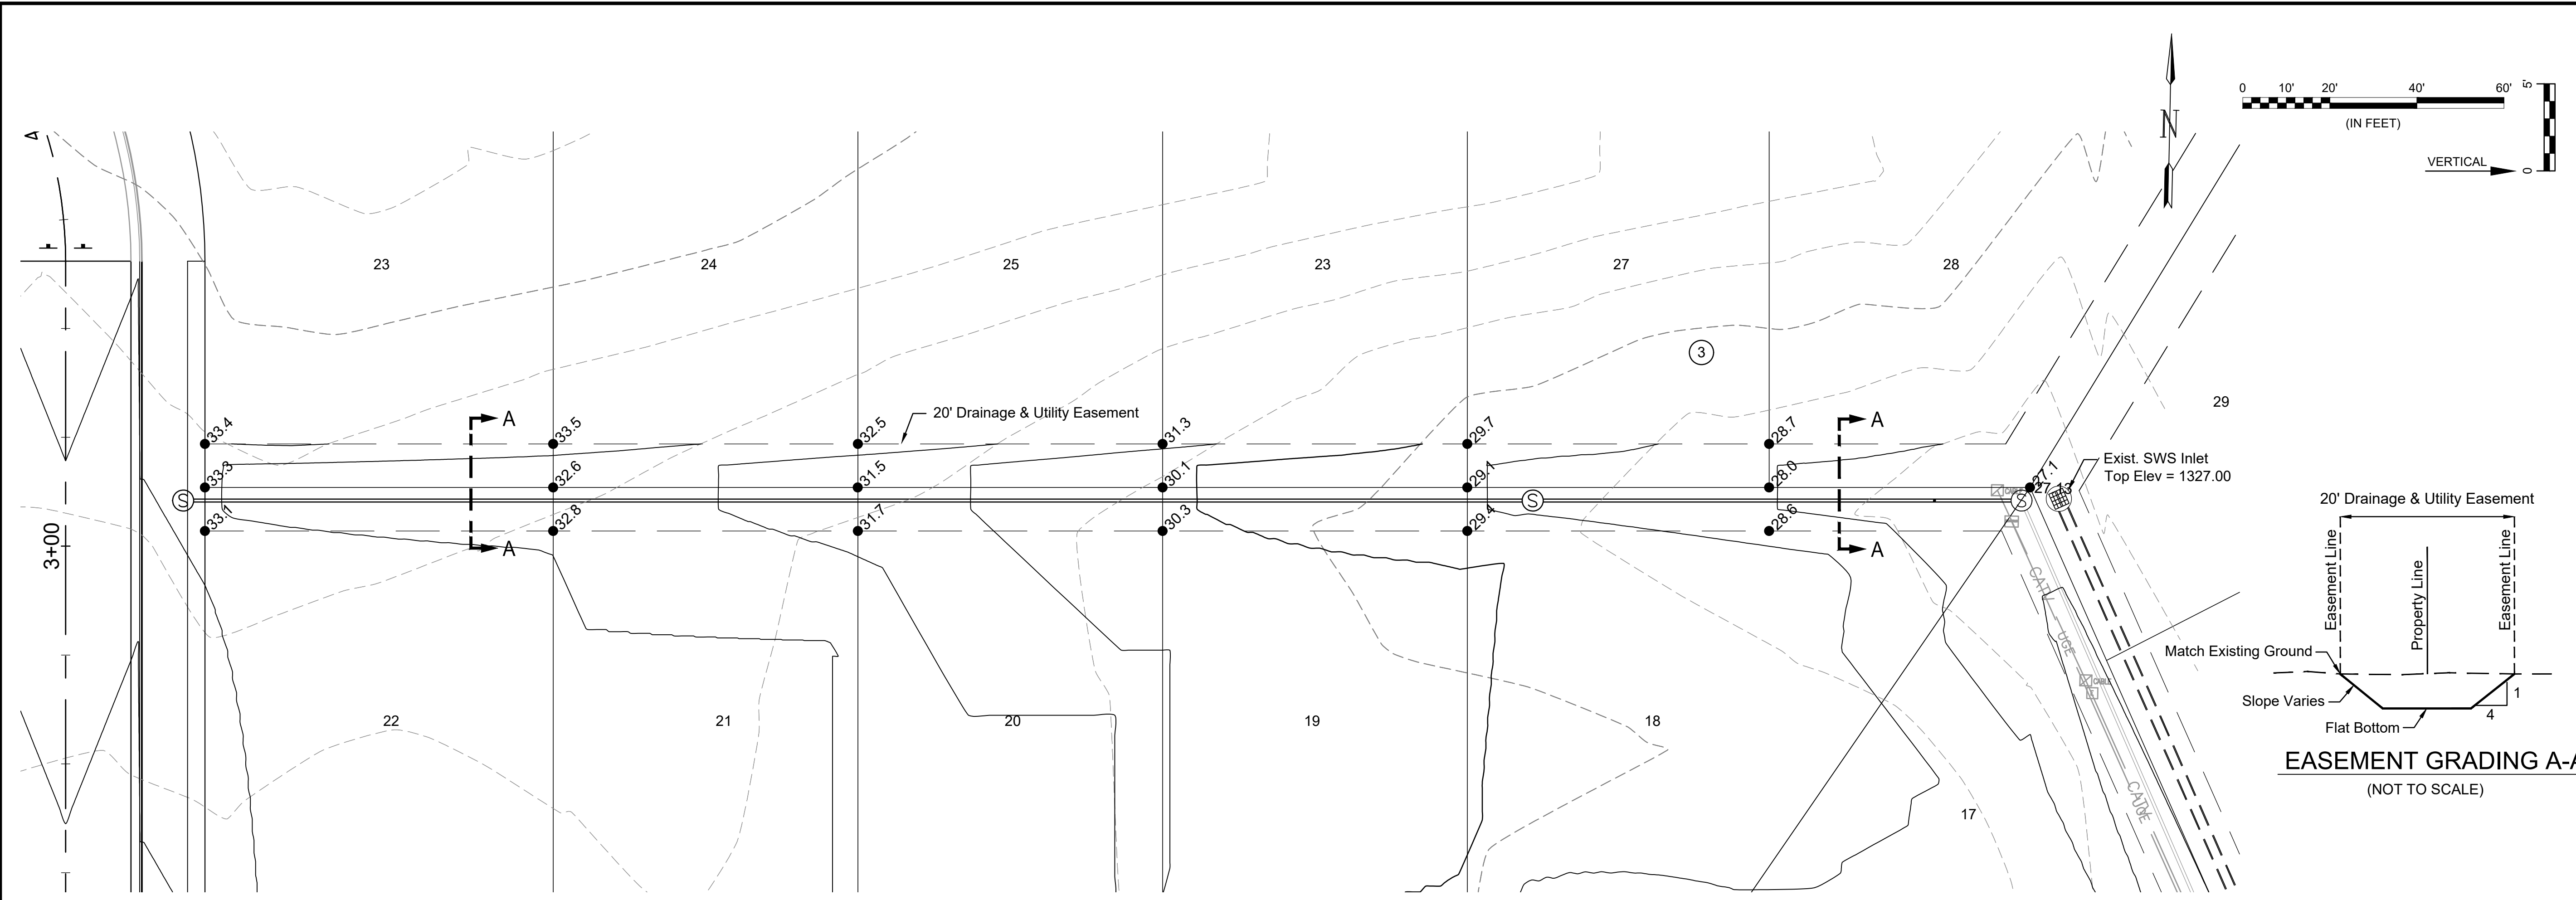 A
0 10' 20' 40' 60'
(IN FEET)
5'
0
VERTICAL
N
23
24
25
23
27
28
3
29
20' Drainage & Utility Easement
A
A
33.4
33.5
32.5
31.3
29.7
28.7
33.3
32.6
31.5
30.1
29.1
28.0
27.1
S
S
S
Exist. SWS Inlet
Top Elev = 1327.00
33.1
32.8
31.7
30.3
29.4
28.6
A
A
3+00
CABLE
CATV
UGE
CABLE
CATV
UGE
22
21
20
19
18
17
20' Drainage & Utility Easement
Easement Line
Property Line
Easement Line
Match Existing Ground
Slope Varies
Flat Bottom
1
4
EASEMENT GRADING A-A
(NOT TO SCALE)